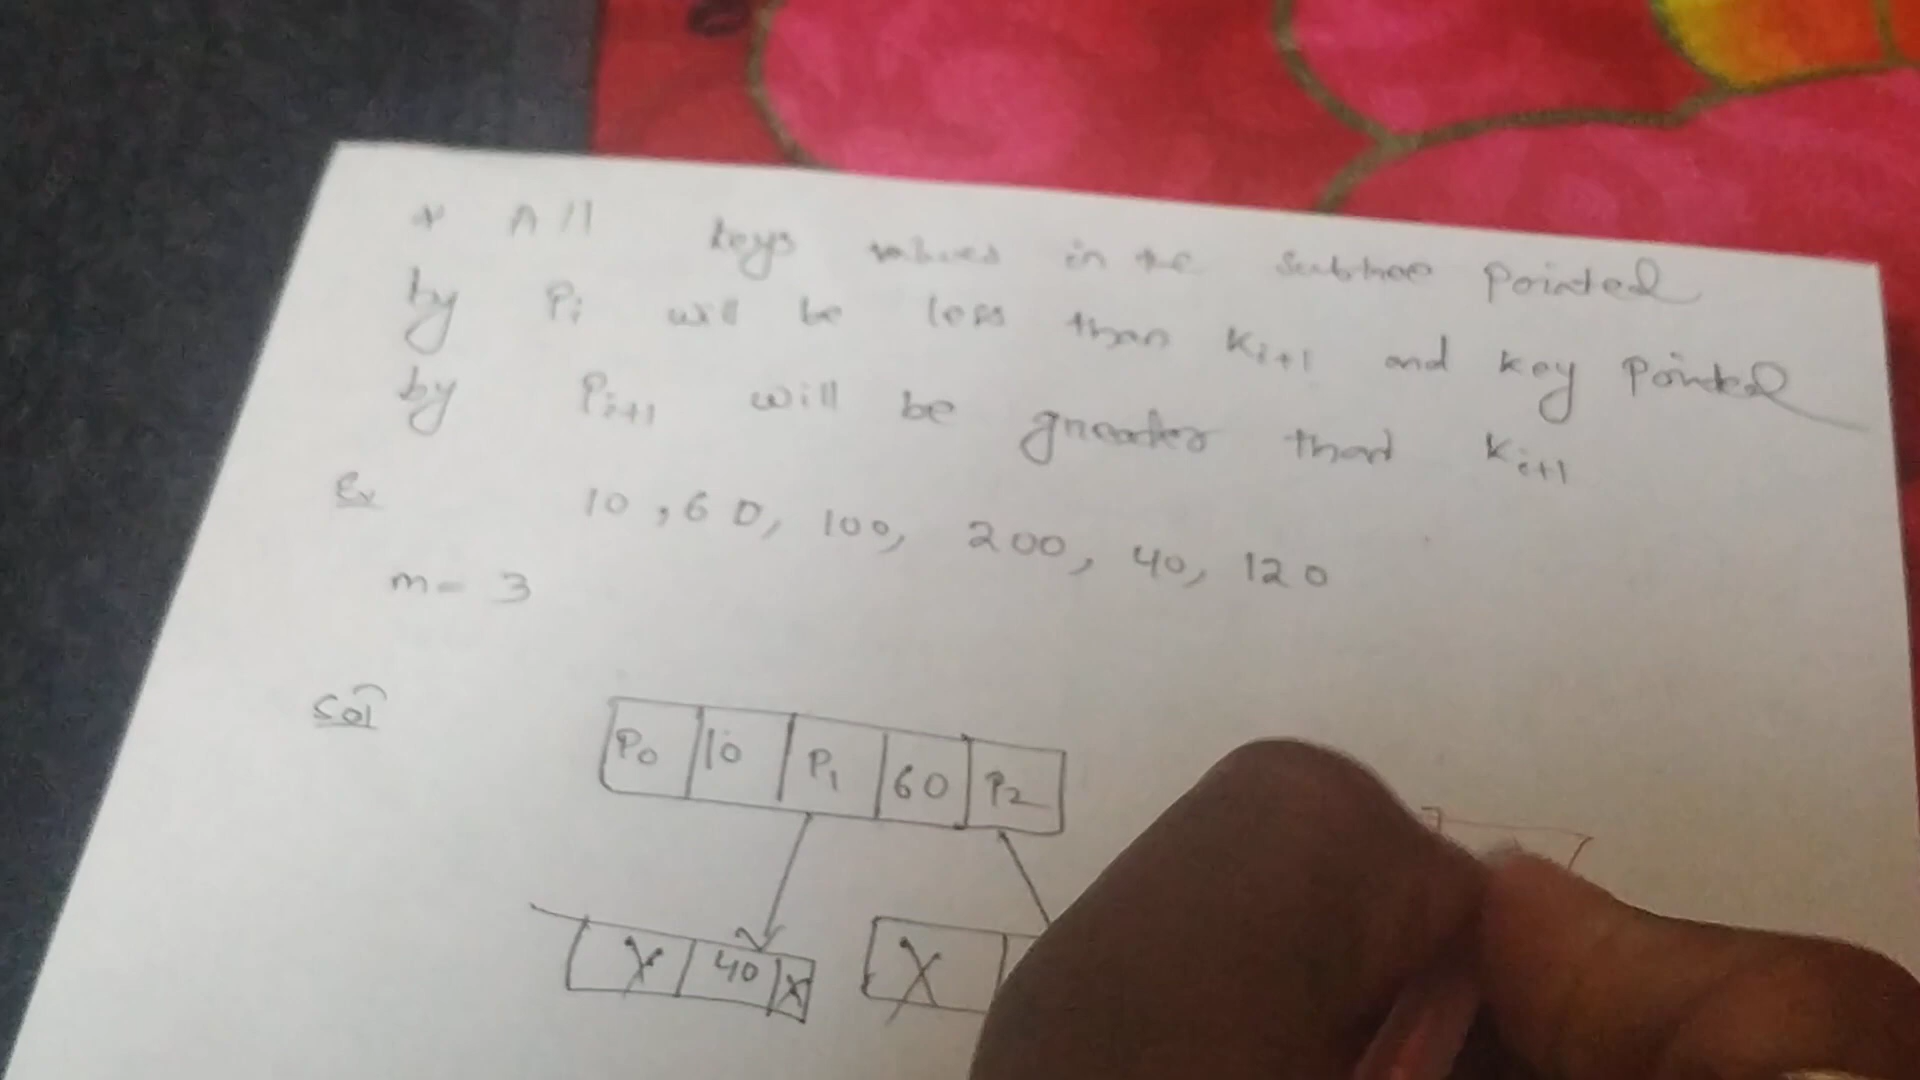 * All keys values in the subtree pointed
by Pi will be less than Ki+1 and key pointed
by Pi+1 will be greater than Ki+1
Ex 10, 60, 100, 200, 40, 120
m = 3
Sol
P0 10 P1 60 P2
X 40 X X